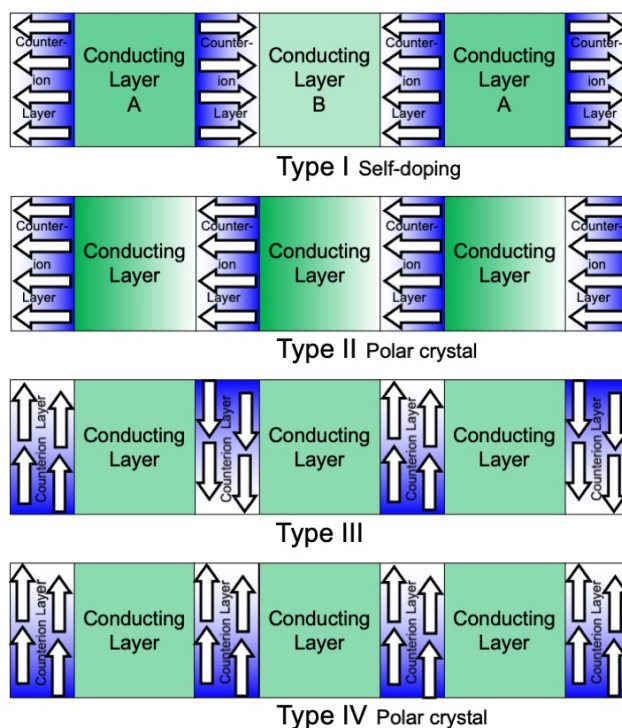 Counter-
ion
Layer
Conducting
Layer
A
Counter-
ion
Layer
Conducting
Layer
B
Counter-
ion
Layer
Conducting
Layer
A
Counter-
ion
Layer
Type I Self-doping
Counter-
ion
Layer
Conducting
Layer
Counter-
ion
Layer
Conducting
Layer
Counter-
ion
Layer
Conducting
Layer
Counter-
ion
Layer
Type II Polar crystal
Counterion Layer
Conducting
Layer
Counterion Layer
Conducting
Layer
Counterion Layer
Conducting
Layer
Counterion Layer
Type III
Counterion Layer
Conducting
Layer
Counterion Layer
Conducting
Layer
Counterion Layer
Conducting
Layer
Counterion Layer
Type IV Polar crystal